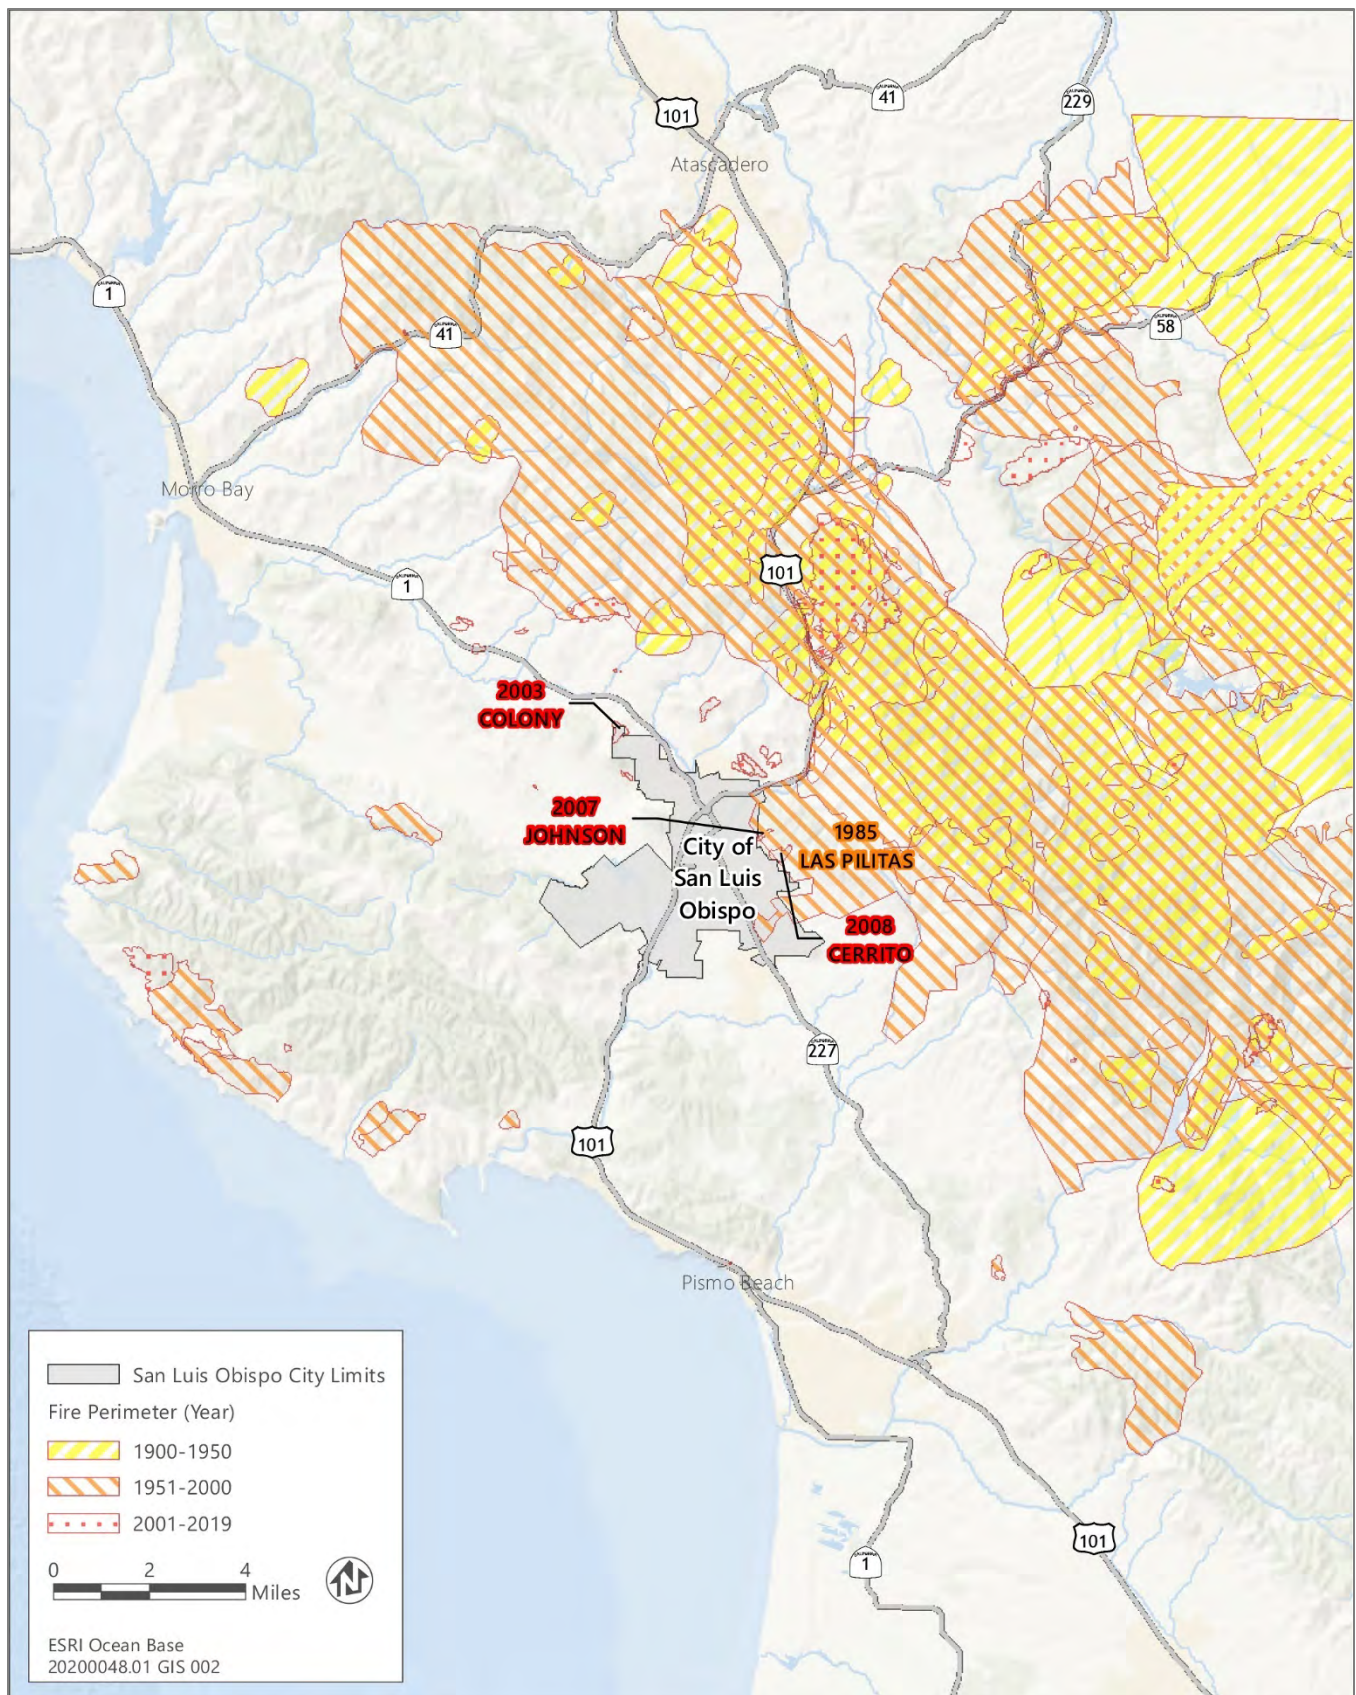 41
229
101
Atascadero
1
58
41
Morro Bay
101
1
2003
COLONY
2007
JOHNSON
1985
LAS PILITAS
City of
San Luis
Obispo
2008
CERRITO
227
101
Pismo Beach
San Luis Obispo City Limits
Fire Perimeter (Year)
1900-1950
1951-2000
2001-2019
0 2 4
Miles
N
ESRI Ocean Base
20200048.01 GIS 002
101
1